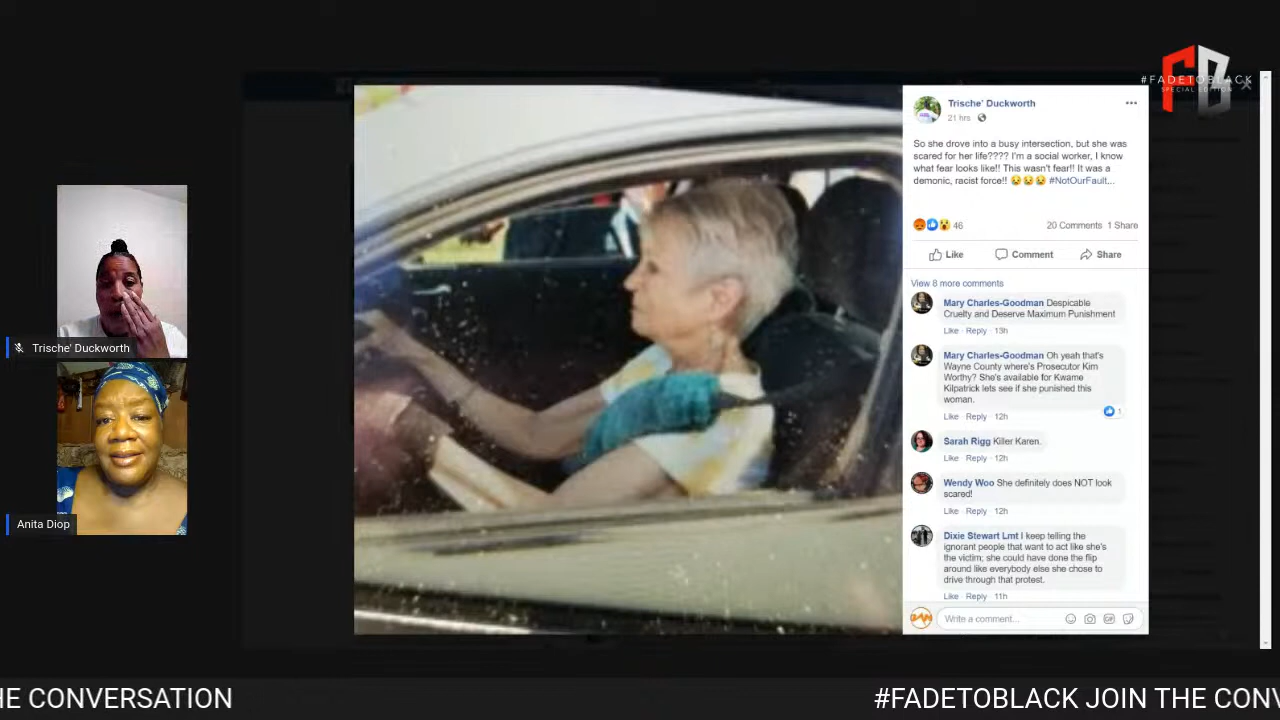 #FADETOBLACK
SPECIAL EDITION
Trische' Duckworth
21 hrs
So she drove into a busy intersection, but she was
scared for her life???? I'm a social worker, I know
what fear looks like!! This wasn't fear!! It was a
demonic, racist force!! 😥😥😥 #NotOurFault...
46
20 Comments 1 Share
Like Comment Share
View 8 more comments
Mary Charles-Goodman Despicable
Cruelty and Deserve Maximum Punishment
Like · Reply · 13h
Mary Charles-Goodman Oh yeah that's
Wayne County where's Prosecutor Kim
Worthy? She's available for Kwame
Kilpatrick lets see if she punished this
woman.
1
Like · Reply · 12h
Sarah Rigg Killer Karen.
Like · Reply · 12h
Wendy Woo She definitely does NOT look
scared!
Like · Reply · 12h
Dixie Stewart Lmt I keep telling the
ignorant people that want to act like she's
the victim; she could have done the flip
around like everybody else she chose to
drive through that protest.
Like · Reply · 11h
Write a comment...
GIF
Trische' Duckworth
Anita Diop
HE CONVERSATION
#FADETOBLACK JOIN THE CONV